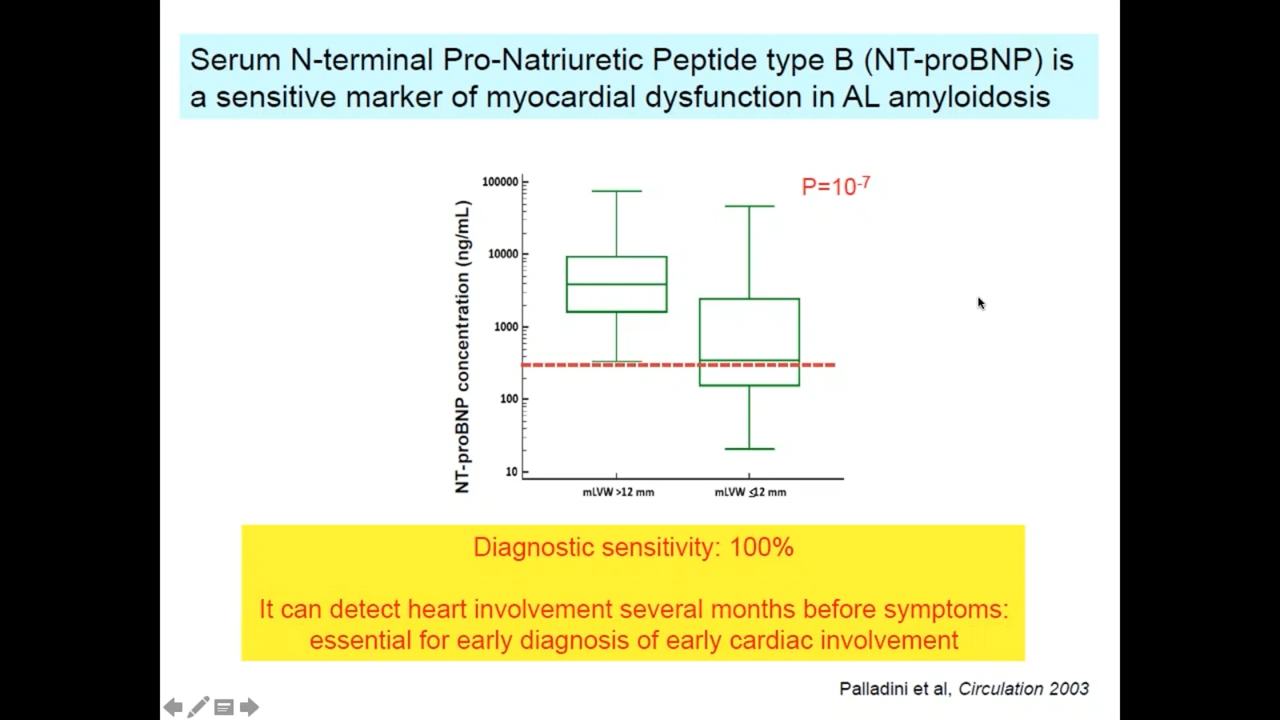 Serum N-terminal Pro-Natriuretic Peptide type B (NT-proBNP) is
a sensitive marker of myocardial dysfunction in AL amyloidosis
P=10⁻⁷
NT-proBNP concentration (ng/mL)
100000
10000
1000
100
10
mLVW >12 mm
mLVW ≤12 mm
Diagnostic sensitivity: 100%
It can detect heart involvement several months before symptoms:
essential for early diagnosis of early cardiac involvement
Palladini et al, Circulation 2003